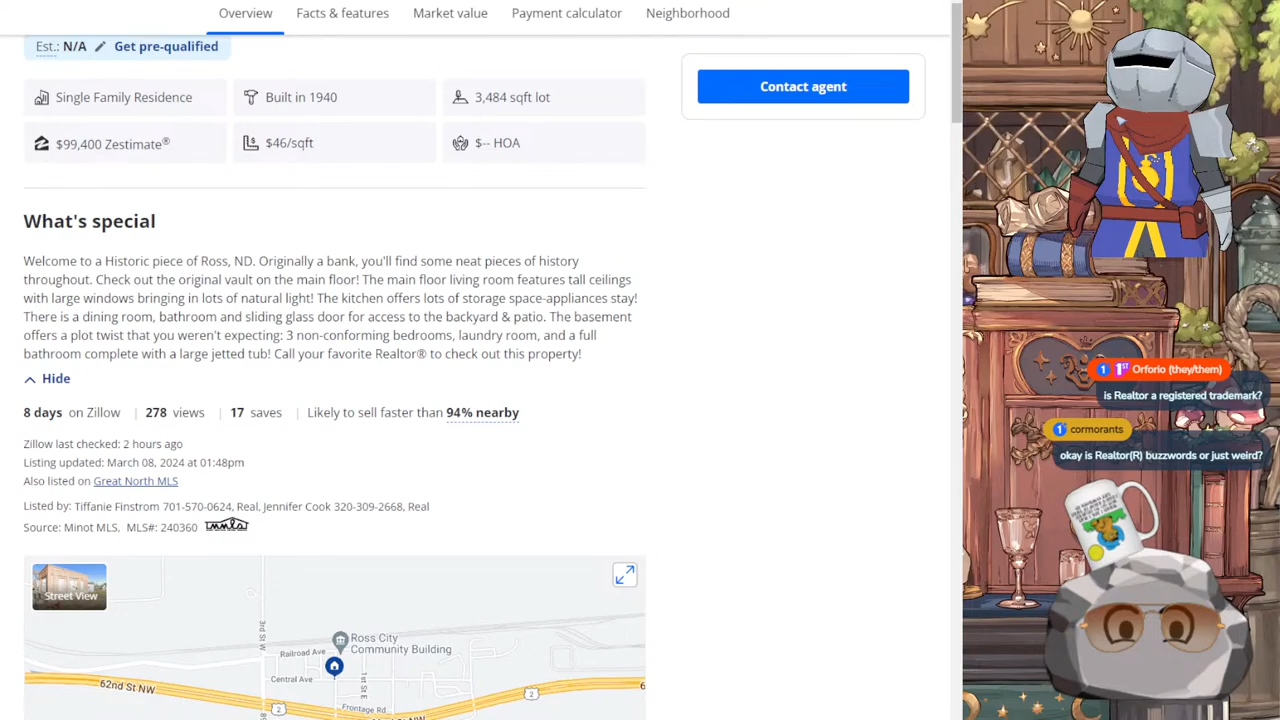 Overview Facts & features Market value Payment calculator Neighborhood
Est.: N/A Get pre-qualified
Contact agent
Single Family Residence Built in 1940 3,484 sqft lot
$99,400 Zestimate® $46/sqft $-- HOA
What's special
Welcome to a Historic piece of Ross, ND. Originally a bank, you'll find some neat pieces of history
throughout. Check out the original vault on the main floor! The main floor living room features tall ceilings
with large windows bringing in lots of natural light! The kitchen offers lots of storage space-appliances stay!
There is a dining room, bathroom and sliding glass door for access to the backyard & patio. The basement
offers a plot twist that you weren't expecting: 3 non-conforming bedrooms, laundry room, and a full
bathroom complete with a large jetted tub! Call your favorite Realtor® to check out this property!
Hide
8 days on Zillow | 278 views | 17 saves | Likely to sell faster than 94% nearby
Zillow last checked: 2 hours ago
Listing updated: March 08, 2024 at 01:48pm
Also listed on Great North MLS
Listed by: Tiffanie Finstrom 701-570-0624, Real, Jennifer Cook 320-309-2668, Real
Source: Minot MLS, MLS#: 240360
Street View
3rd St W
Ross City
Community Building
Railroad Ave
Central Ave
1st St E
62nd St NW
Frontage Rd
2
2
1 1ST Orforio (they/them)
is Realtor a registered trademark?
1 cormorants
okay is Realtor(R) buzzwords or just weird?